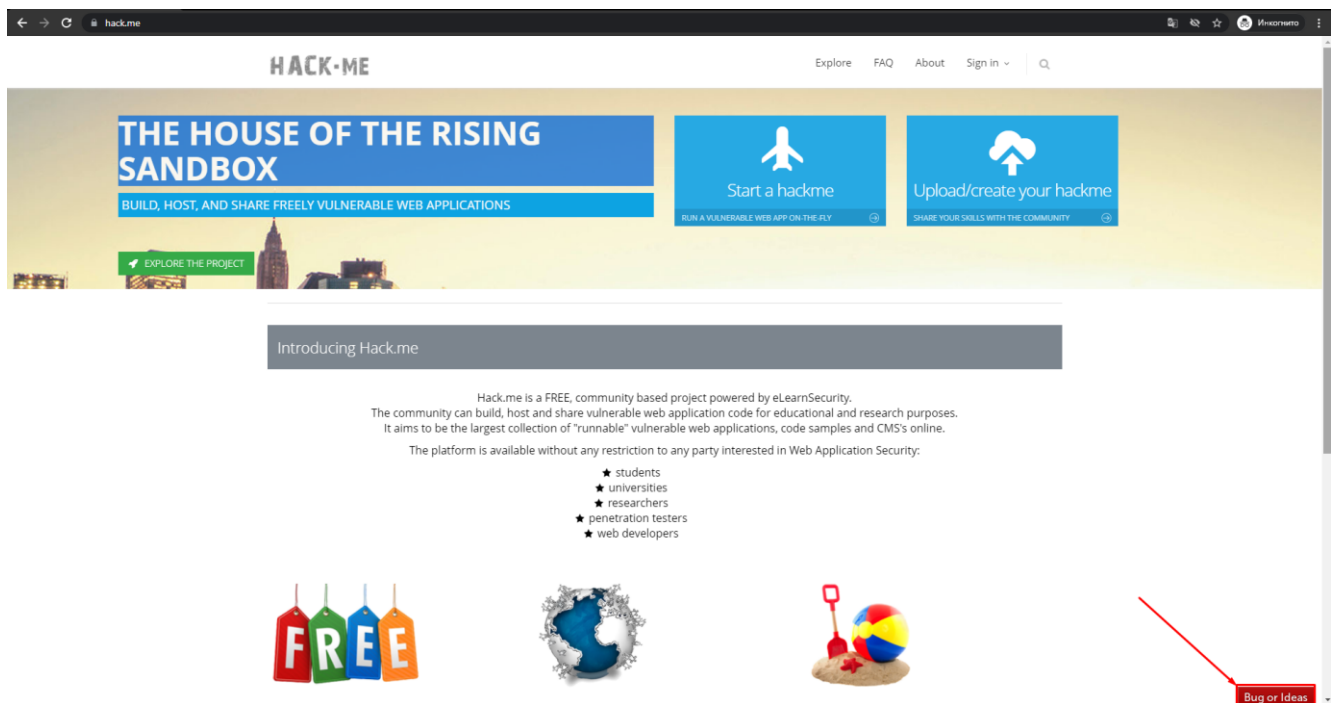 hack.me
Инкогнито
HACK·ME
Explore FAQ About Sign in
THE HOUSE OF THE RISING
SANDBOX
BUILD, HOST, AND SHARE FREELY VULNERABLE WEB APPLICATIONS
EXPLORE THE PROJECT
Start a hackme
RUN A VULNERABLE WEB APP ON-THE-FLY
Upload/create your hackme
SHARE YOUR SKILLS WITH THE COMMUNITY
Introducing Hack.me
Hack.me is a FREE, community based project powered by eLearnSecurity.
The community can build, host and share vulnerable web application code for educational and research purposes.
It aims to be the largest collection of "runnable" vulnerable web applications, code samples and CMS's online.
The platform is available without any restriction to any party interested in Web Application Security:
★ students
★ universities
★ researchers
★ penetration testers
★ web developers
FREE
Bug or Ideas